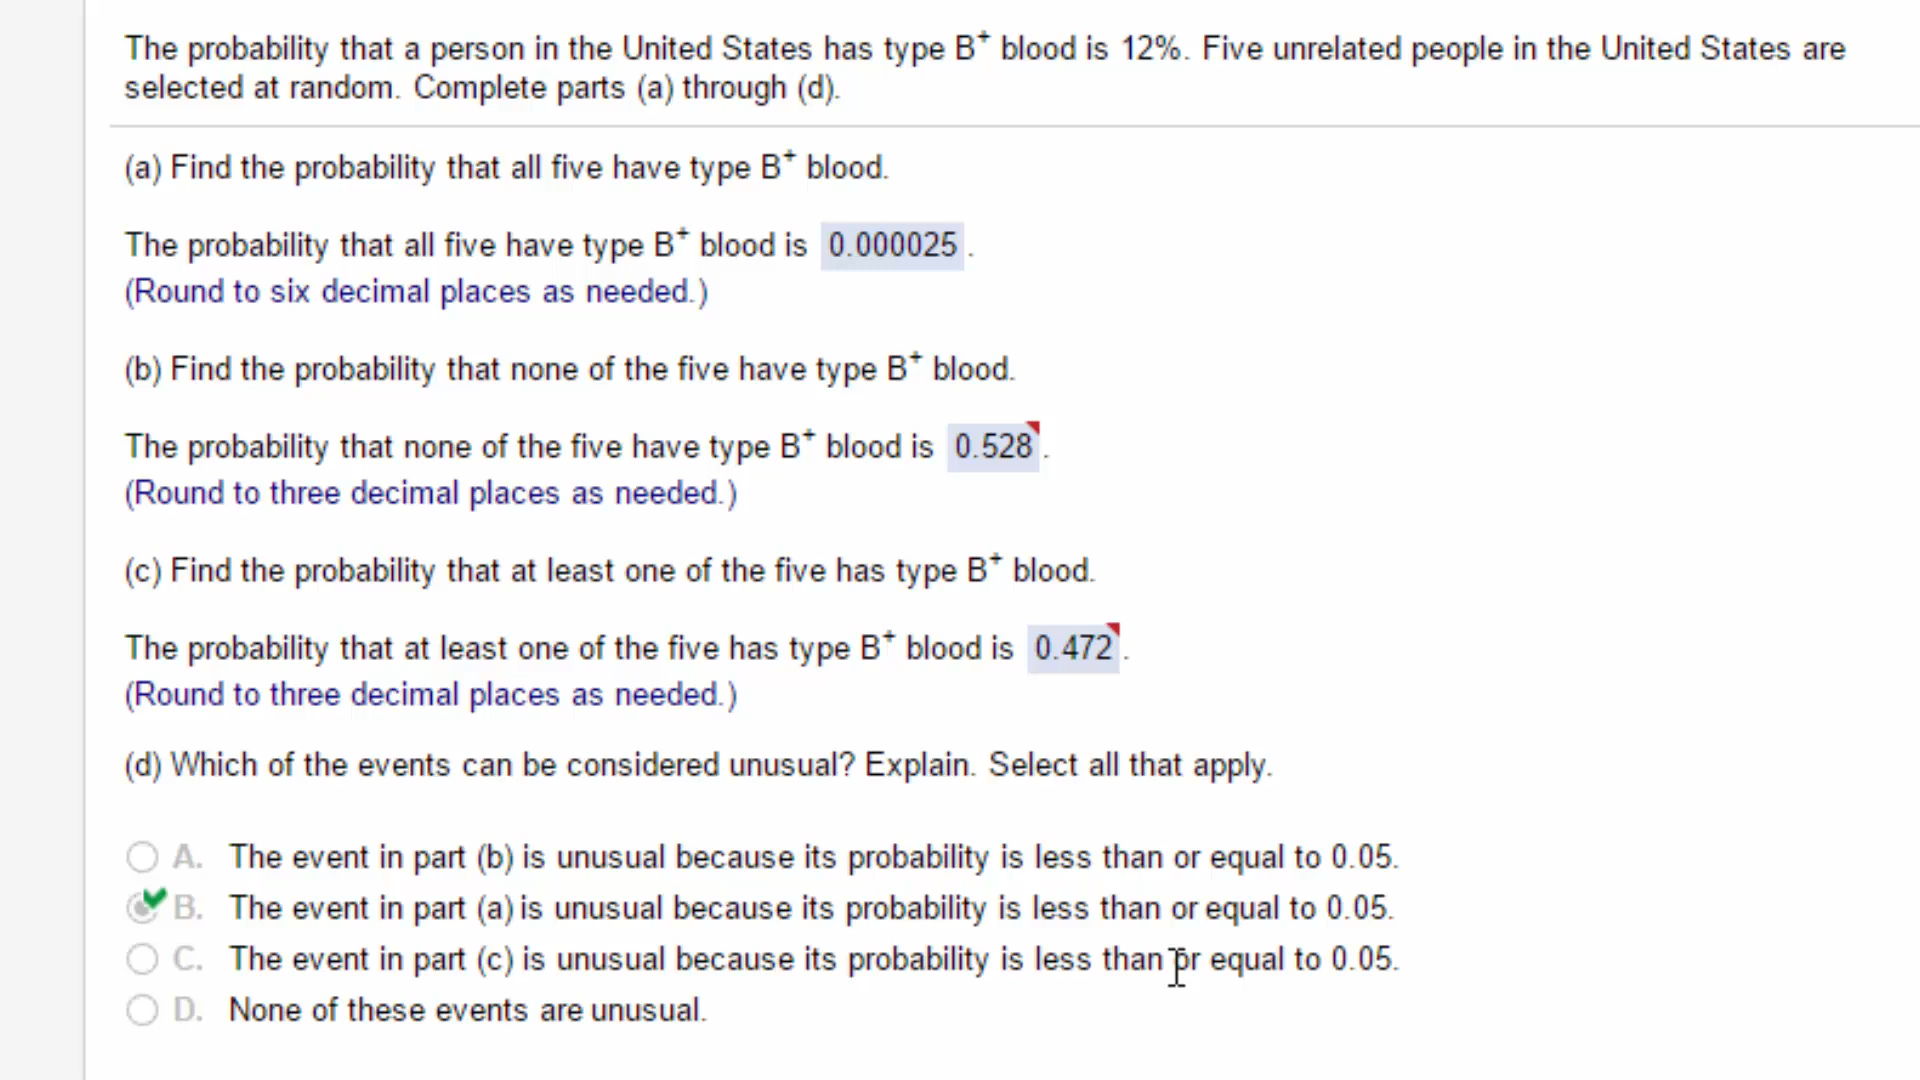 The probability that a person in the United States has type B⁺ blood is 12%. Five unrelated people in the United States are
selected at random. Complete parts (a) through (d).
(a) Find the probability that all five have type B⁺ blood.
The probability that all five have type B⁺ blood is 0.000025.
(Round to six decimal places as needed.)
(b) Find the probability that none of the five have type B⁺ blood.
The probability that none of the five have type B⁺ blood is 0.528.
(Round to three decimal places as needed.)
(c) Find the probability that at least one of the five has type B⁺ blood.
The probability that at least one of the five has type B⁺ blood is 0.472.
(Round to three decimal places as needed.)
(d) Which of the events can be considered unusual? Explain. Select all that apply.
A. The event in part (b) is unusual because its probability is less than or equal to 0.05.
B. The event in part (a) is unusual because its probability is less than or equal to 0.05.
C. The event in part (c) is unusual because its probability is less than or equal to 0.05.
D. None of these events are unusual.